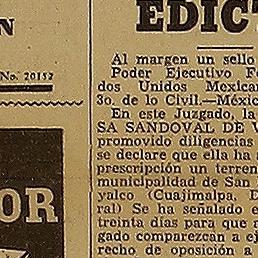 N
No. 20152
OR
EDICT
Al margen un sello
Poder Ejecutivo Fe
dos Unidos Mexican
3o. de lo Civil.—Méxic
En este Juzgado, la
SA SANDOVAL DE V
promovido diligencias
se declare que ella ha a
prescripción un terren
municipalidad de San
yalco (Cuajimalpa, D
ral) Se ha señalado e
treinta días para que
gado comparezcan a ej
recho de oposición a